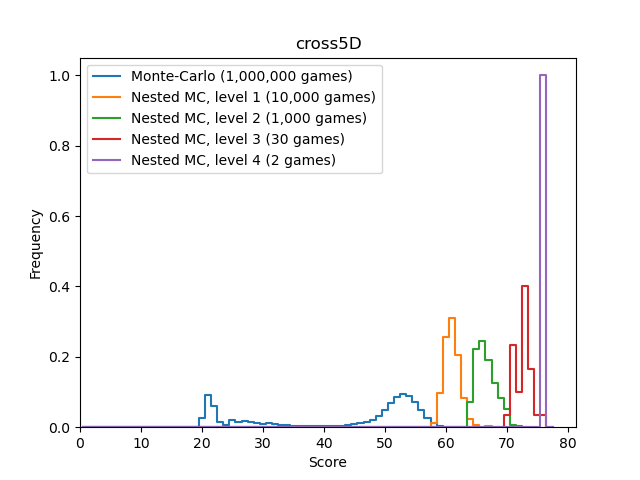 cross5D
Monte-Carlo (1,000,000 games)
Nested MC, level 1 (10,000 games)
Nested MC, level 2 (1,000 games)
Nested MC, level 3 (30 games)
Nested MC, level 4 (2 games)
1.0
0.8
0.6
0.4
0.2
0.0
Frequency
0 10 20 30 40 50 60 70 80
Score